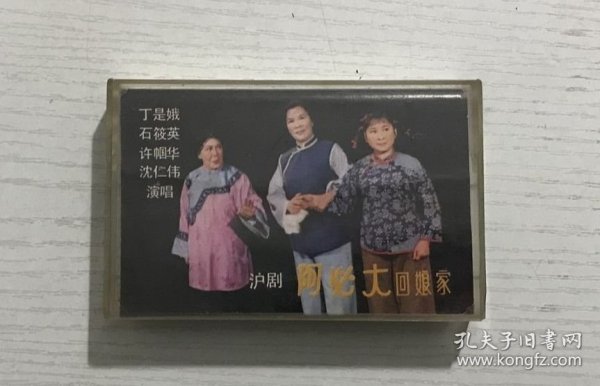 丁是娥
石筱英
许帼华
沈仁伟
演唱
沪剧 阿必大回娘家
孔夫子旧書网
www.kongfz.com